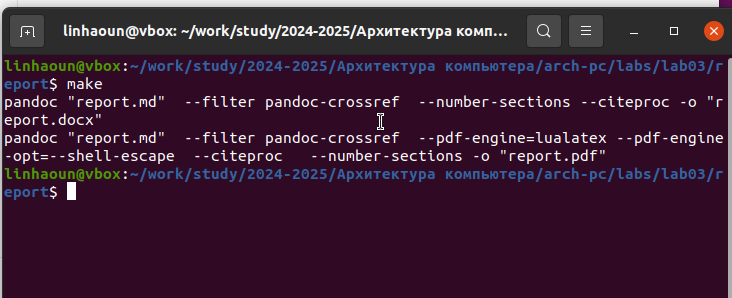 linhaoun@vbox: ~/work/study/2024-2025/Архитектура комп…
linhaoun@vbox:~/work/study/2024-2025/Архитектура компьютера/arch-pc/labs/lab03/r
eport$ make
pandoc "report.md"  --filter pandoc-crossref  --number-sections --citeproc -o "r
eport.docx"
pandoc "report.md"  --filter pandoc-crossref  --pdf-engine=lualatex --pdf-engine
-opt=--shell-escape  --citeproc   --number-sections -o "report.pdf"
linhaoun@vbox:~/work/study/2024-2025/Архитектура компьютера/arch-pc/labs/lab03/r
eport$